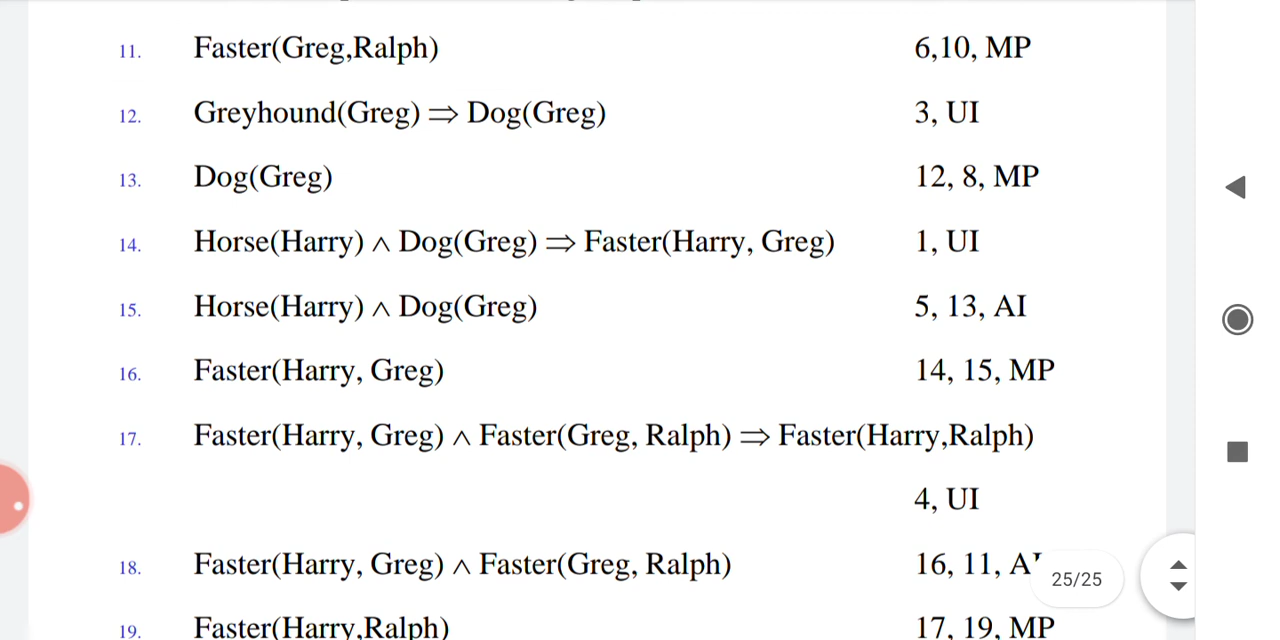 11. Faster(Greg,Ralph) 6,10, MP
12. Greyhound(Greg) ⇒ Dog(Greg) 3, UI
13. Dog(Greg) 12, 8, MP
14. Horse(Harry) ∧ Dog(Greg) ⇒ Faster(Harry, Greg) 1, UI
15. Horse(Harry) ∧ Dog(Greg) 5, 13, AI
16. Faster(Harry, Greg) 14, 15, MP
17. Faster(Harry, Greg) ∧ Faster(Greg, Ralph) ⇒ Faster(Harry,Ralph)
4, UI
18. Faster(Harry, Greg) ∧ Faster(Greg, Ralph) 16, 11,
25/25
19. Faster(Harry,Ralph) 17, 19, MP